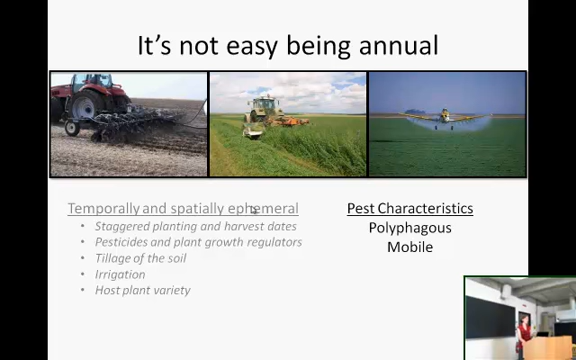 It's not easy being annual
Temporally and spatially ephemeral
• Staggered planting and harvest dates
• Pesticides and plant growth regulators
• Tillage of the soil
• Irrigation
• Host plant variety
Pest Characteristics
Polyphagous
Mobile